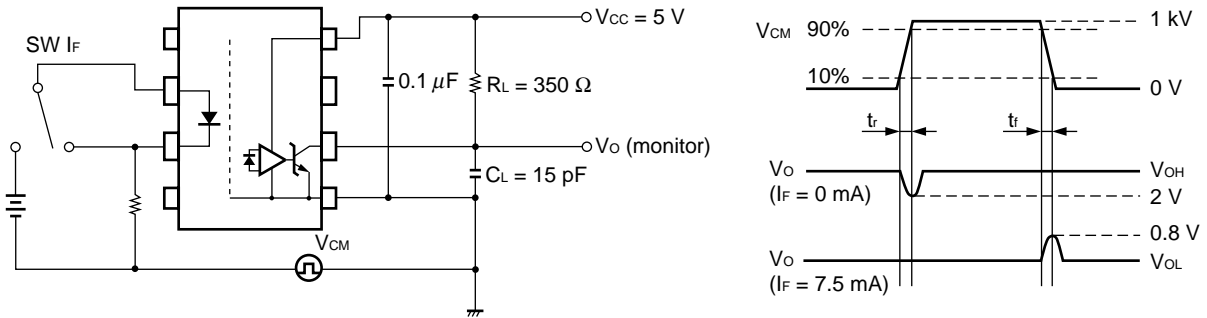 SW IF
VCC = 5 V
0.1 μF
RL = 350 Ω
VO (monitor)
CL = 15 pF
VCM
VCM 90%
10%
1 kV
0 V
tr
tf
VO
(IF = 0 mA)
VOH
2 V
0.8 V
VO
(IF = 7.5 mA)
VOL